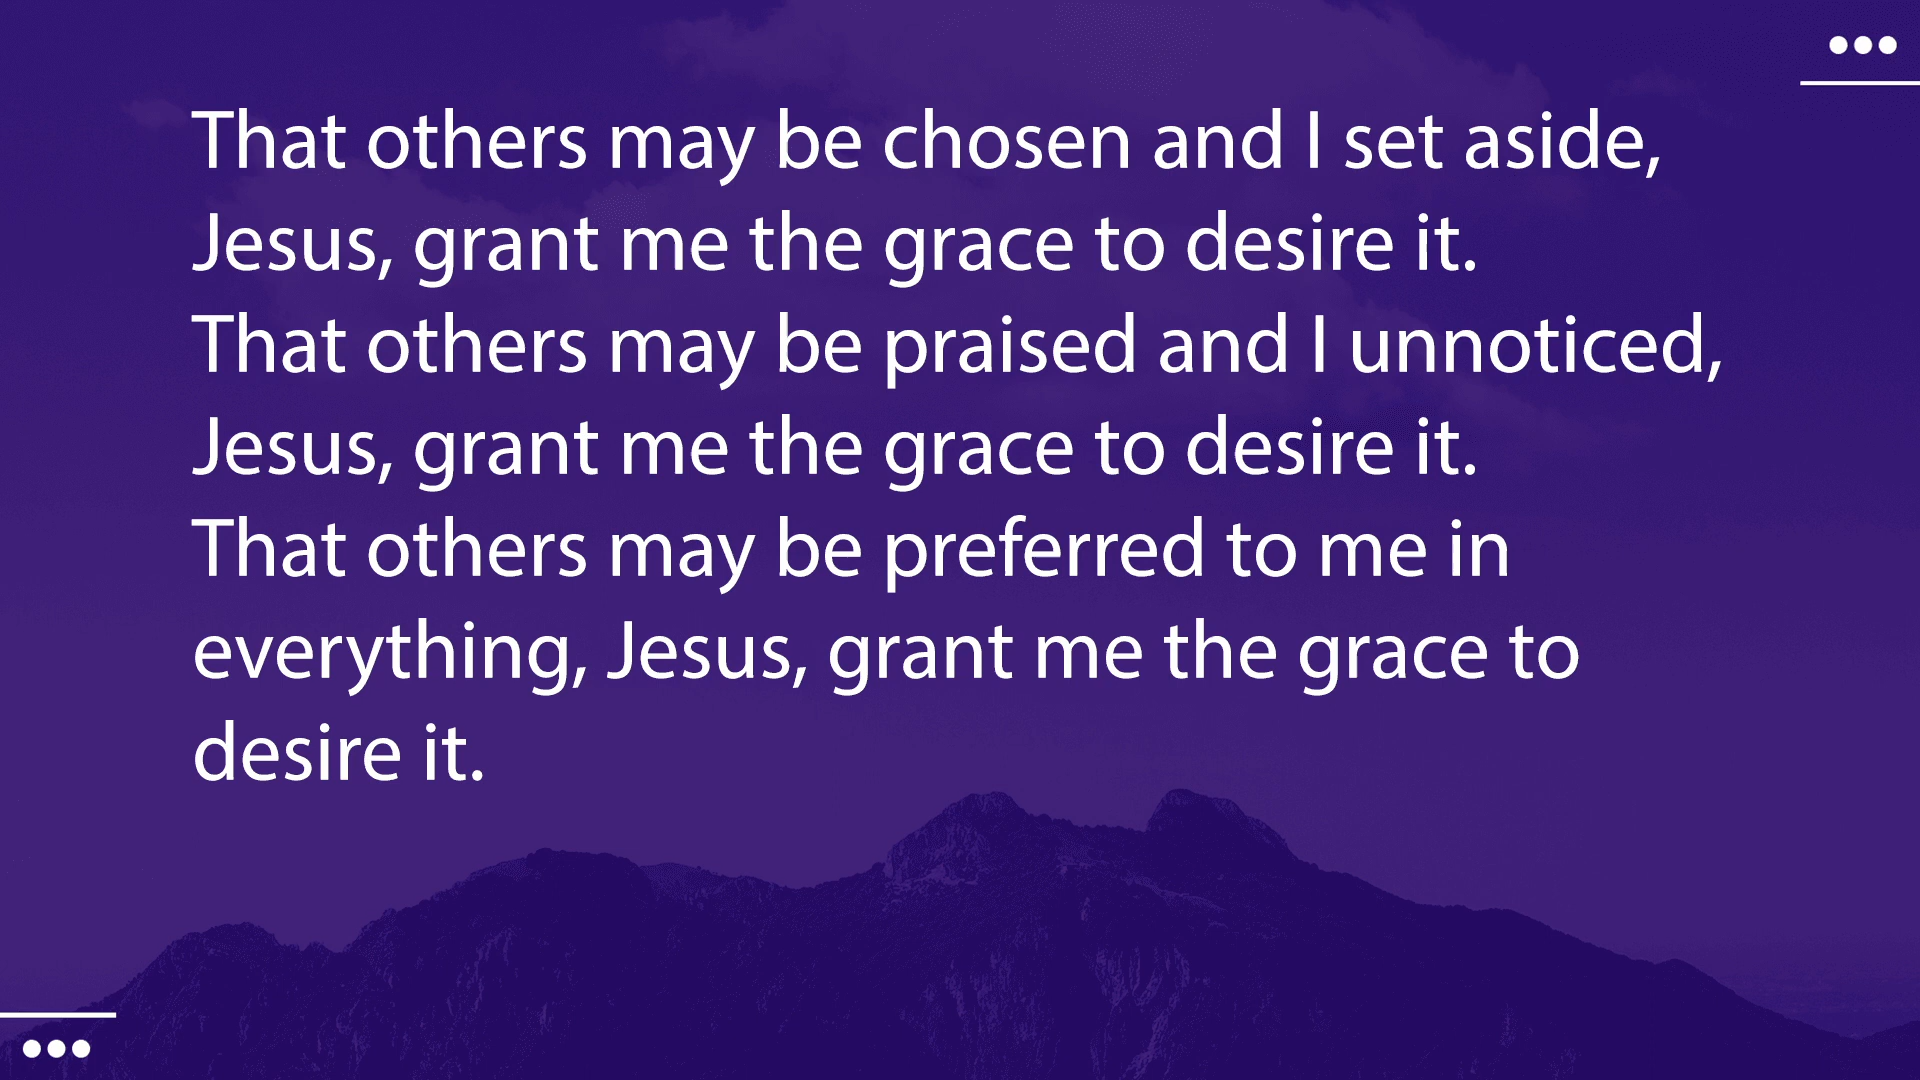 That others may be chosen and I set aside,
Jesus, grant me the grace to desire it.
That others may be praised and I unnoticed,
Jesus, grant me the grace to desire it.
That others may be preferred to me in
everything, Jesus, grant me the grace to
desire it.